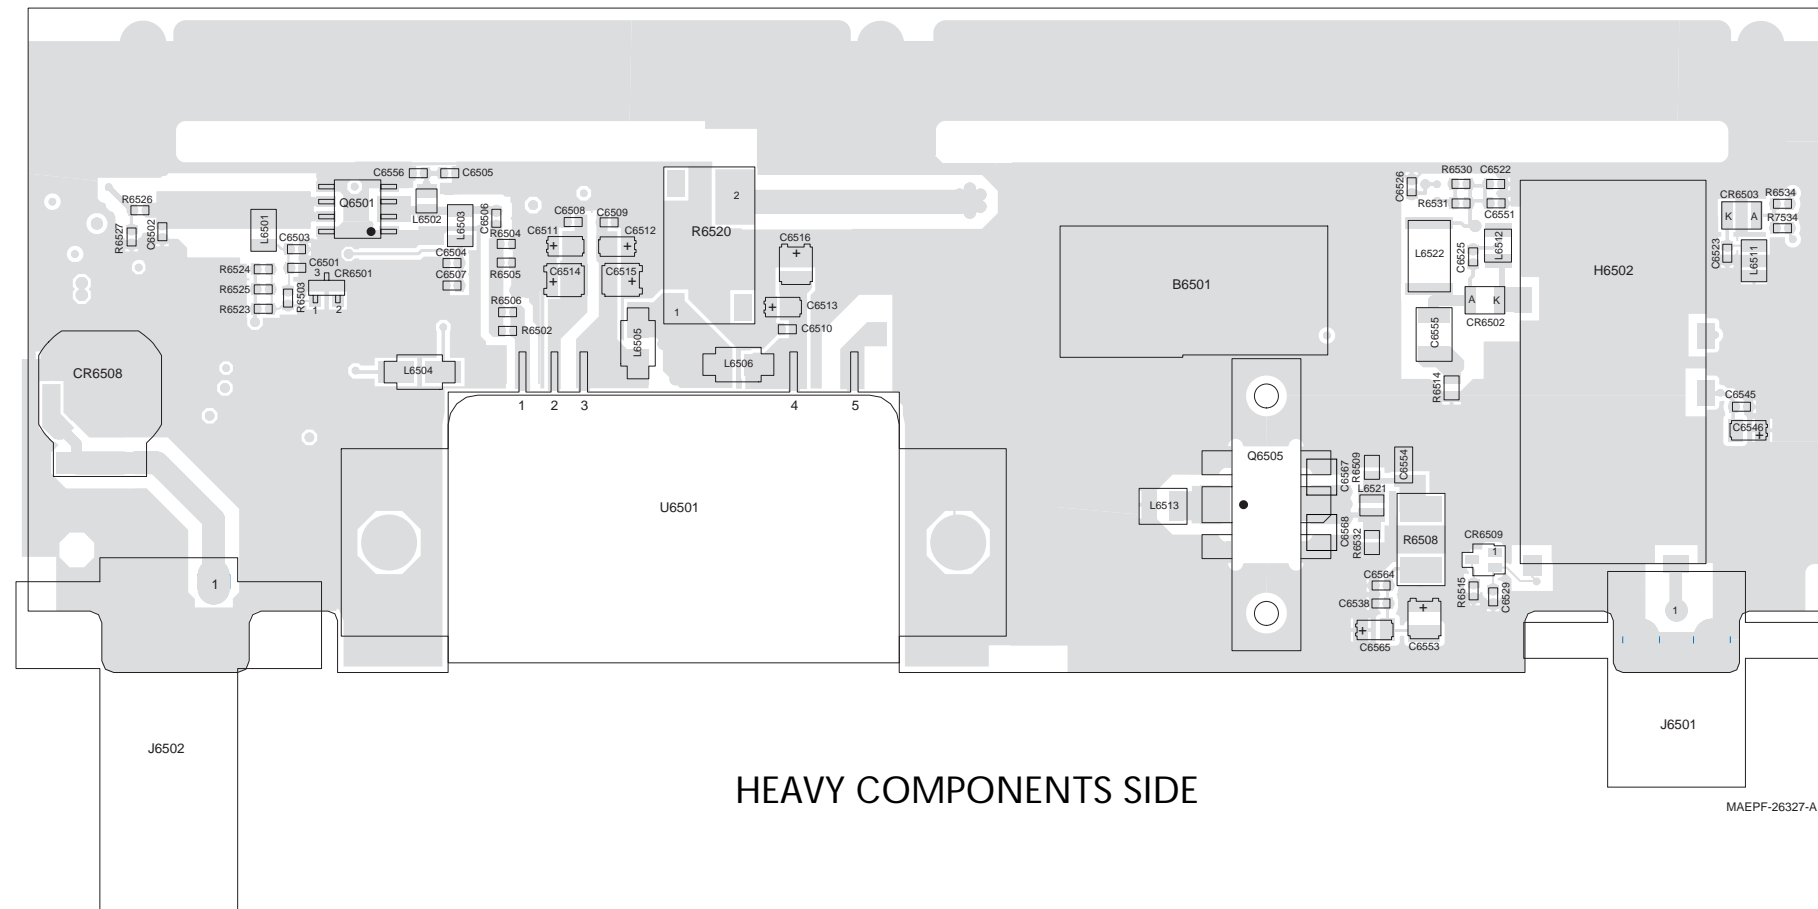 C6556
C6505
R6526
Q6501
L6502
R6527
C6502
L6501
L6503
C6506
C6503
R6504
C6508
C6509
C6511
C6512
2
R6520
C6516
C6501
3
CR6501
R6524
C6504
R6505
C6514
C6515
R6525
C6507
R6503
R6523
1
2
R6506
R6502
1
C6513
C6510
L6505
CR6508
L6504
L6506
1
2
3
4
5
U6501
1
J6502
B6501
C6526
R6530
C6522
R6531
C6551
L6522
C6525
L6512
A
K
CR6502
C6555
R6514
H6502
CR6503
K
A
R6534
R7534
C6523
L6511
C6545
C6546
Q6505
C6567
R6509
C6554
L6521
L6513
C6568
R6532
R6508
CR6509
1
C6564
C6538
R6515
C6529
C6565
C6553
1
J6501
HEAVY COMPONENTS SIDE
MAEPF-26327-A